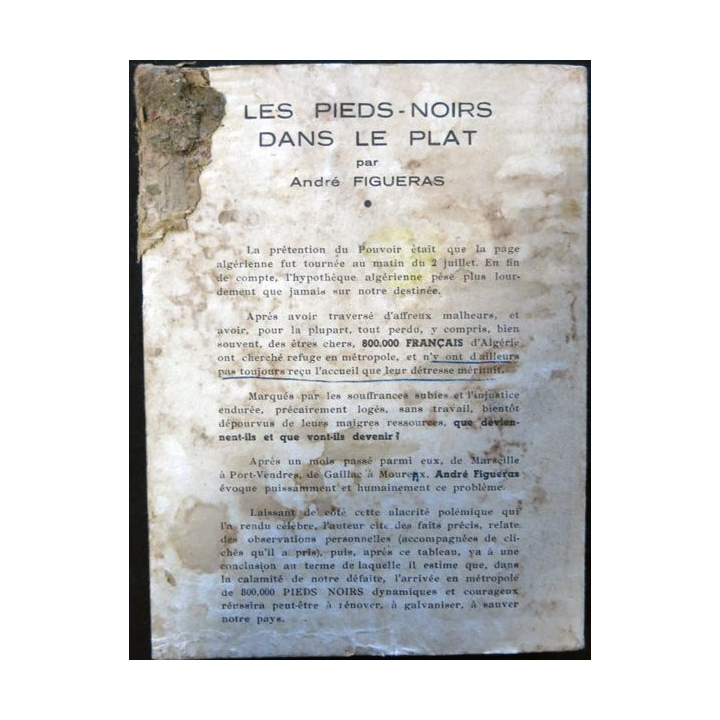 LES PIEDS-NOIRS
DANS LE PLAT
par
André FIGUERAS
La prétention du Pouvoir était que la page
algérienne fut tournée au matin du 2 juillet. En fin
de compte, l'hypothèque algérienne pèse plus lour-
dement que jamais sur notre destinée.
Après avoir traversé d'affreux malheurs, et
avoir, pour la plupart, tout perdu, y compris, bien
souvent, des êtres chers, 800.000 FRANÇAIS d'Algérie
ont cherché refuge en métropole, et n'y ont d'ailleurs
pas toujours reçu l'accueil que leur détresse méritait.
Marqués par les souffrances subies et l'injustice
endurée, précairement logés, sans travail, bientôt
dépourvus de leurs maigres ressources, que devien-
nent-ils et que vont-ils devenir ?
Après un mois passé parmi eux, de Marseille
à Port-Vendres, de Gaillac à Mourenx, André Figueras
évoque puissamment et humainement ce problème.
Laissant de côté cette alacrité polémique qui
l'a rendu célèbre, l'auteur cite des faits précis, relate
des observations personnelles (accompagnées de cli-
chés qu'il a pris), puis, après ce tableau, va à une
conclusion au terme de laquelle il estime que, dans
la calamité de notre défaite, l'arrivée en métropole
de 800.000 PIEDS NOIRS dynamiques et courageux
réussira peut-être à rénover, à galvaniser, à sauver
notre pays.